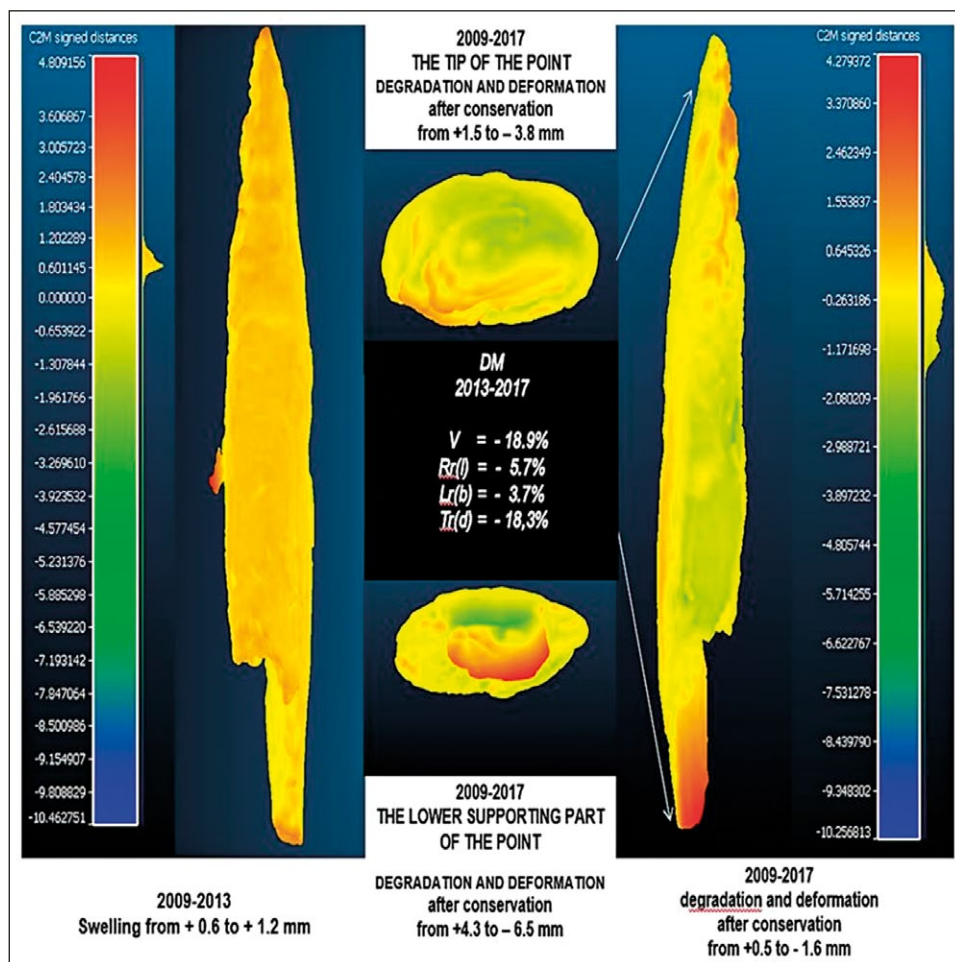 C2M signed distances
4.809156
3.606867
3.005723
2.404578
1.803434
1.202289
0.601145
0.000000
-0.653922
-1.307844
-1.961766
-2.615688
-3.269610
-3.923532
-4.577454
-5.231376
-5.885298
-6.539220
-7.193142
-7.847064
-8.500986
-9.154907
-9.808829
-10.462751
2009-2013
Swelling from + 0.6 to + 1.2 mm
2009-2017
THE TIP OF THE POINT
DEGRADATION AND DEFORMATION
after conservation
from +1.5 to – 3.8 mm
DM
2013-2017
V = - 18.9%
Rr(l) = - 5.7%
Lr(b) = - 3.7%
Tr(d) = - 18,3%
2009-2017
THE LOWER SUPPORTING PART
OF THE POINT
DEGRADATION AND DEFORMATION
after conservation
from +4.3 to – 6.5 mm
C2M signed distances
4.279372
3.370860
2.462349
1.553837
0.645326
-0.263186
-1.171698
-2.080209
-2.988721
-3.897232
-4.805744
-5.714255
-6.622767
-7.531278
-8.439790
-9.348302
-10.256813
2009-2017
degradation and deformation
after conservation
from +0.5 to - 1.6 mm